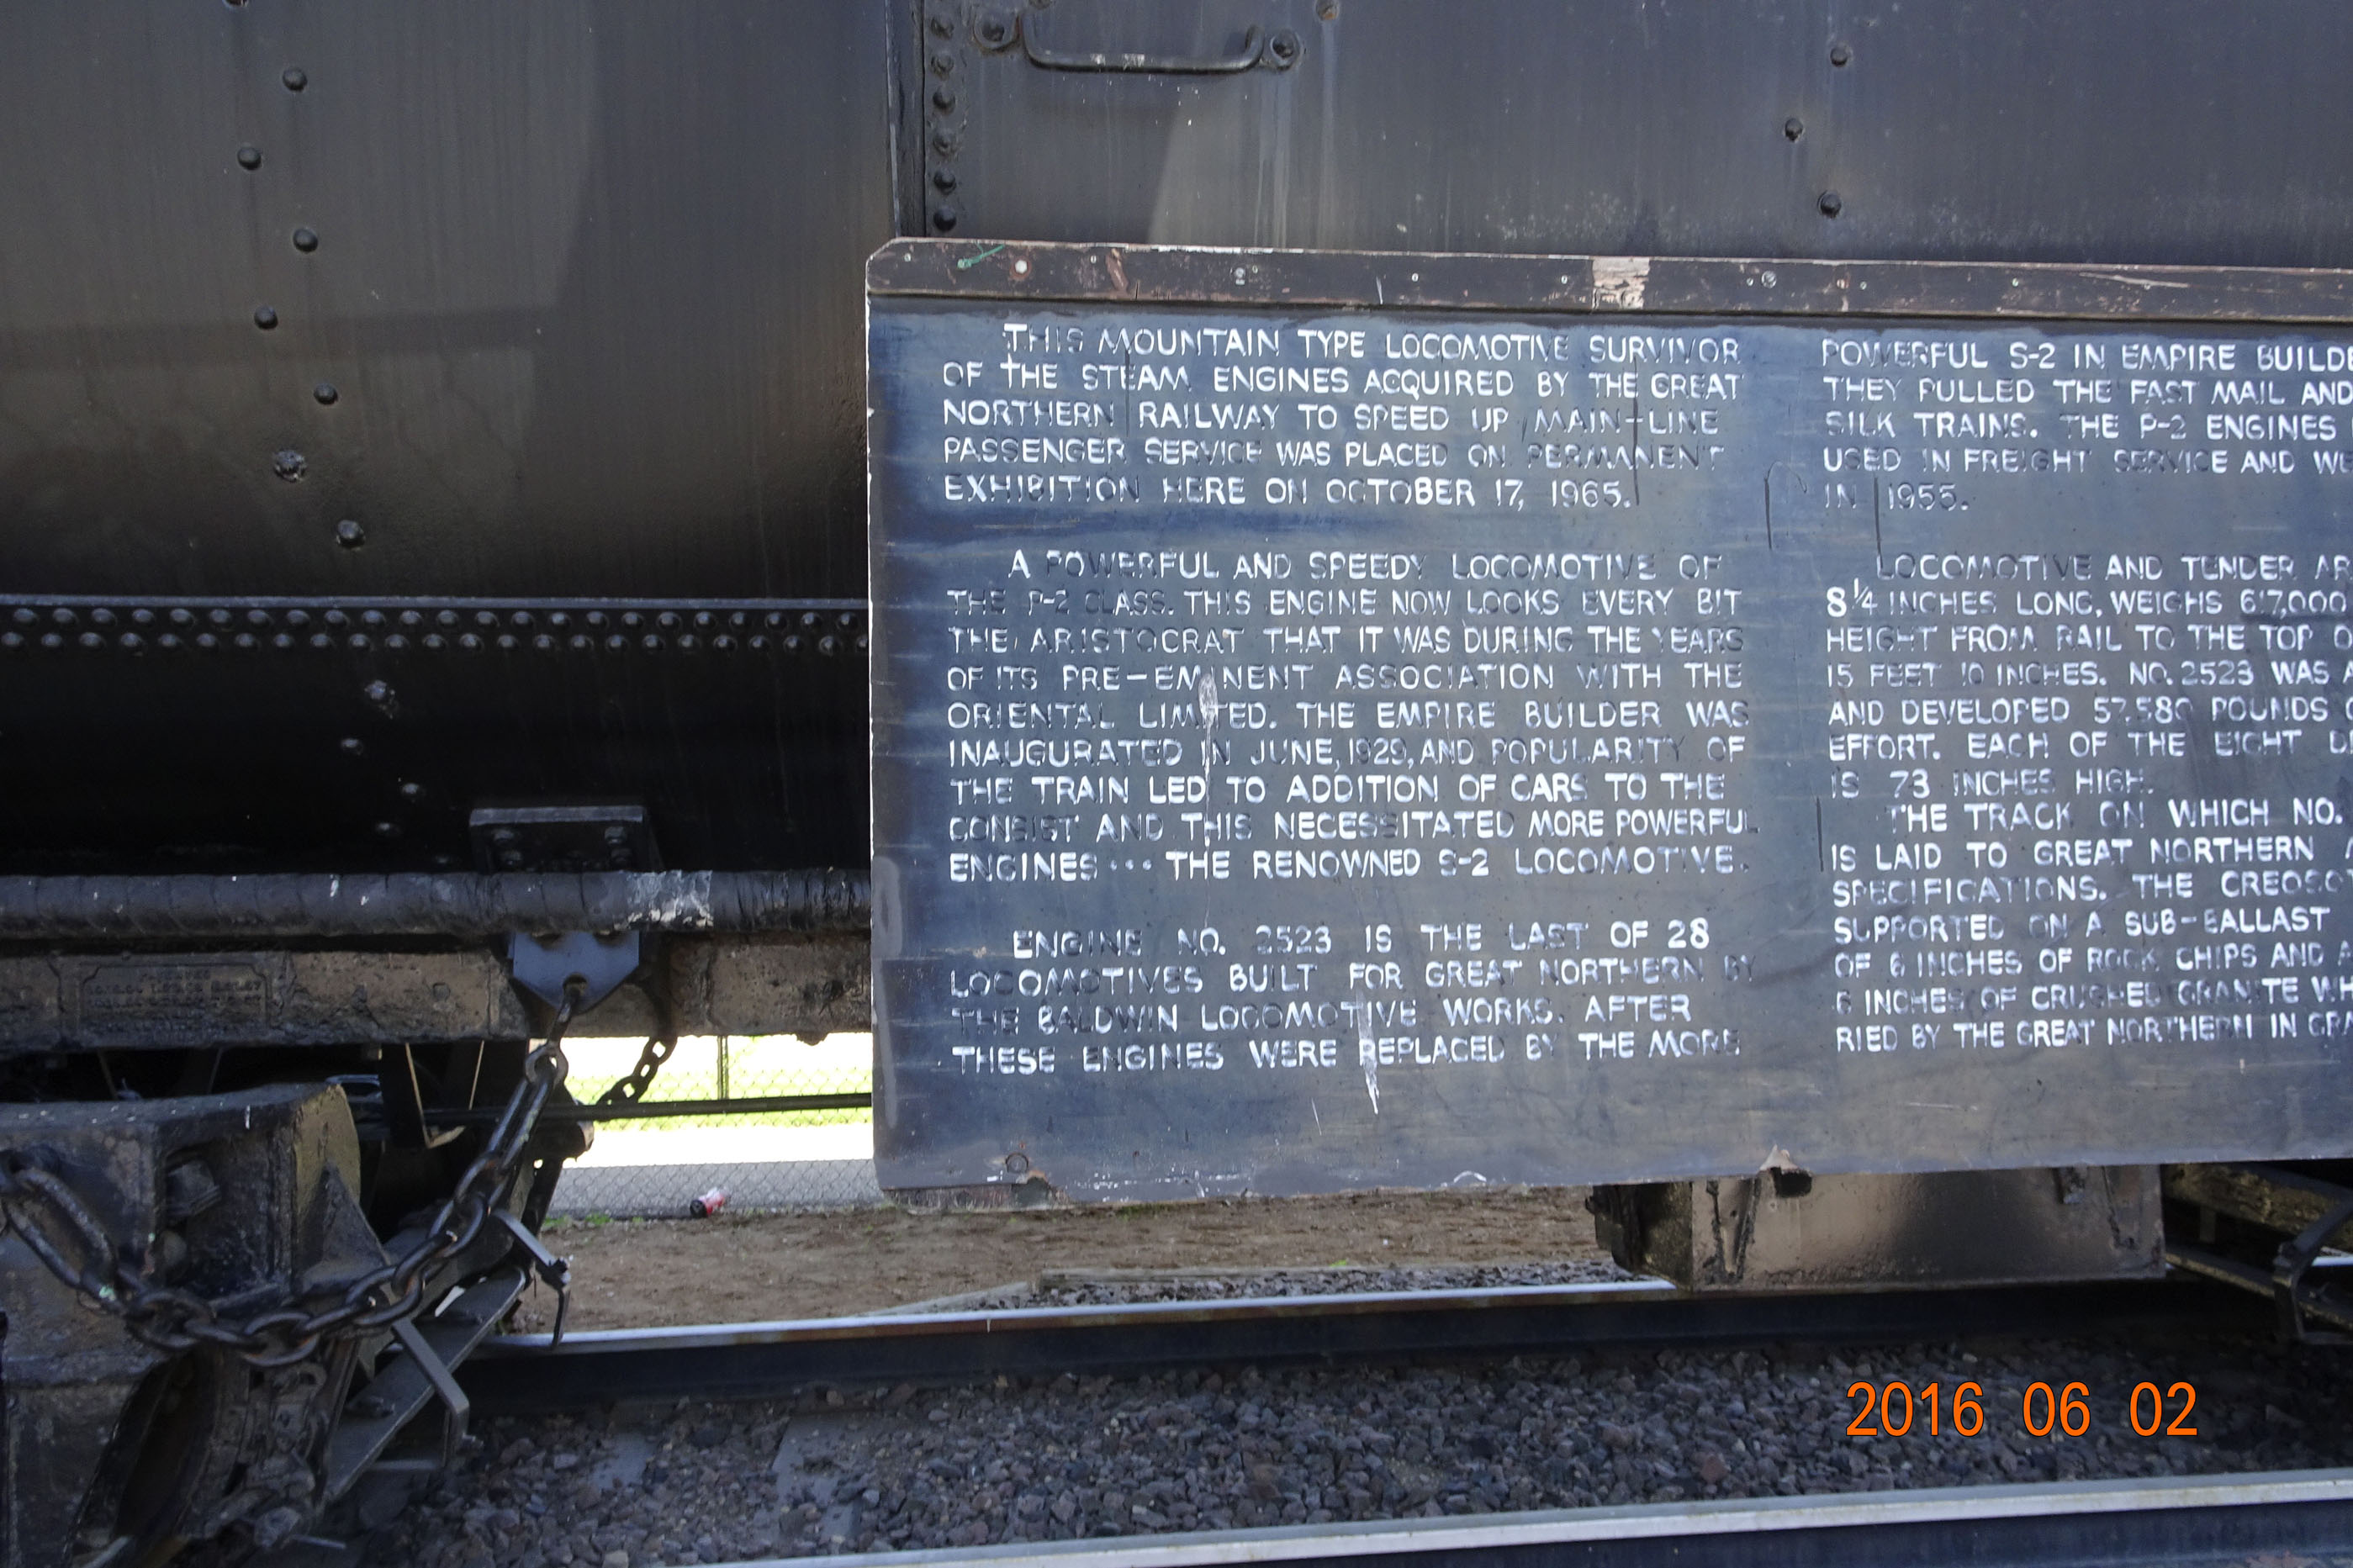 THIS MOUNTAIN TYPE LOCOMOTIVE SURVIVOR
OF THE STEAM ENGINES ACQUIRED BY THE GREAT
NORTHERN RAILWAY TO SPEED UP MAIN-LINE
PASSENGER SERVICE WAS PLACED ON PERMANENT
EXHIBITION HERE ON OCTOBER 17, 1965.
A POWERFUL AND SPEEDY LOCOMOTIVE OF
THE P-2 CLASS. THIS ENGINE NOW LOOKS EVERY BIT
THE ARISTOCRAT THAT IT WAS DURING THE YEARS
OF ITS PRE-EMINENT ASSOCIATION WITH THE
ORIENTAL LIMITED. THE EMPIRE BUILDER WAS
INAUGURATED IN JUNE, 1929, AND POPULARITY OF
THE TRAIN LED TO ADDITION OF CARS TO THE
CONSIST AND THIS NECESSITATED MORE POWERFUL
ENGINES ··· THE RENOWNED S-2 LOCOMOTIVE.
ENGINE NO. 2523 IS THE LAST OF 28
LOCOMOTIVES BUILT FOR GREAT NORTHERN BY
THE BALDWIN LOCOMOTIVE WORKS. AFTER
THESE ENGINES WERE REPLACED BY THE MORE
POWERFUL S-2 IN EMPIRE BUILDE
THEY PULLED THE FAST MAIL AND
SILK TRAINS. THE P-2 ENGINES
USED IN FREIGHT SERVICE AND WE
IN 1955.
LOCOMOTIVE AND TENDER AR
8 1/4 INCHES LONG, WEIGHS 617,000
HEIGHT FROM RAIL TO THE TOP O
15 FEET 10 INCHES. NO. 2523 WAS A
AND DEVELOPED 57,580 POUNDS O
EFFORT. EACH OF THE EIGHT D
IS 73 INCHES HIGH.
THE TRACK ON WHICH NO.
IS LAID TO GREAT NORTHERN
SPECIFICATIONS. THE CREOSOT
SUPPORTED ON A SUB-BALLAST
OF 6 INCHES OF ROCK CHIPS AND A
6 INCHES OF CRUSHED GRANITE WH
RIED BY THE GREAT NORTHERN IN GRA
2016 06 02